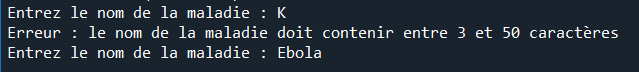 Entrez le nom de la maladie : K
Erreur : le nom de la maladie doit contenir entre 3 et 50 caractères
Entrez le nom de la maladie : Ebola